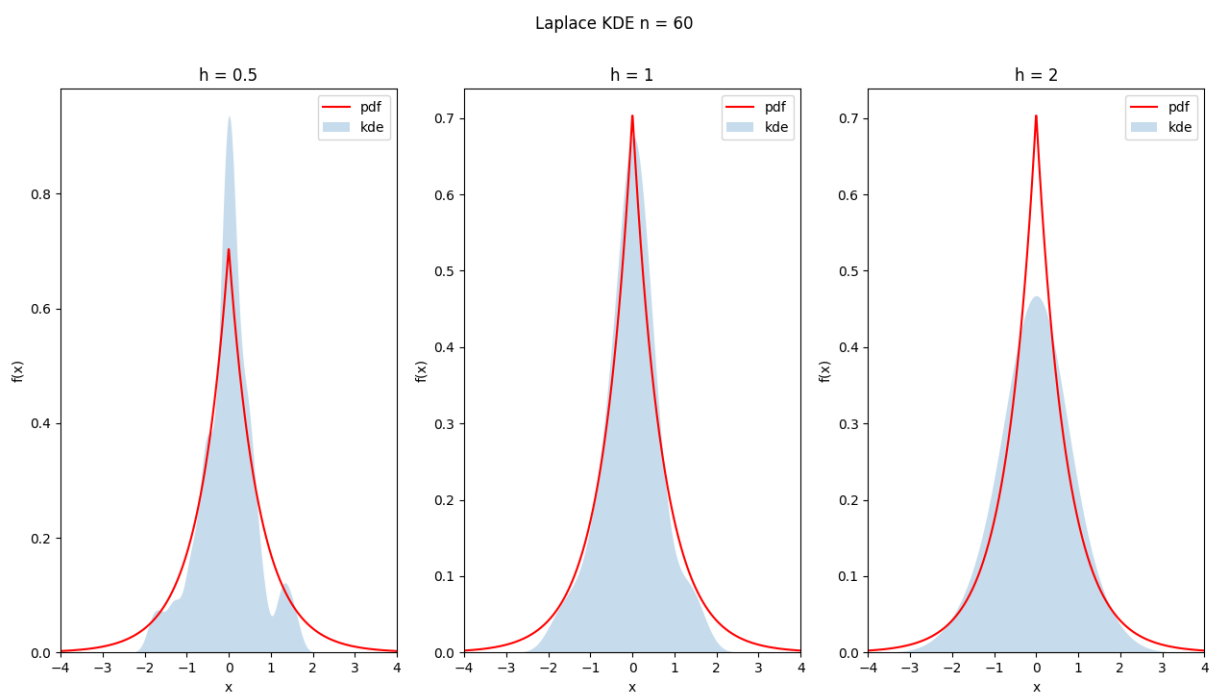 Laplace KDE n = 60
h = 0.5
pdf
kde
f(x)
0.8
0.6
0.4
0.2
0.0
−4 −3 −2 −1 0 1 2 3 4
x
h = 1
pdf
kde
f(x)
0.7
0.6
0.5
0.4
0.3
0.2
0.1
0.0
−4 −3 −2 −1 0 1 2 3 4
x
h = 2
pdf
kde
f(x)
0.7
0.6
0.5
0.4
0.3
0.2
0.1
0.0
−4 −3 −2 −1 0 1 2 3 4
x